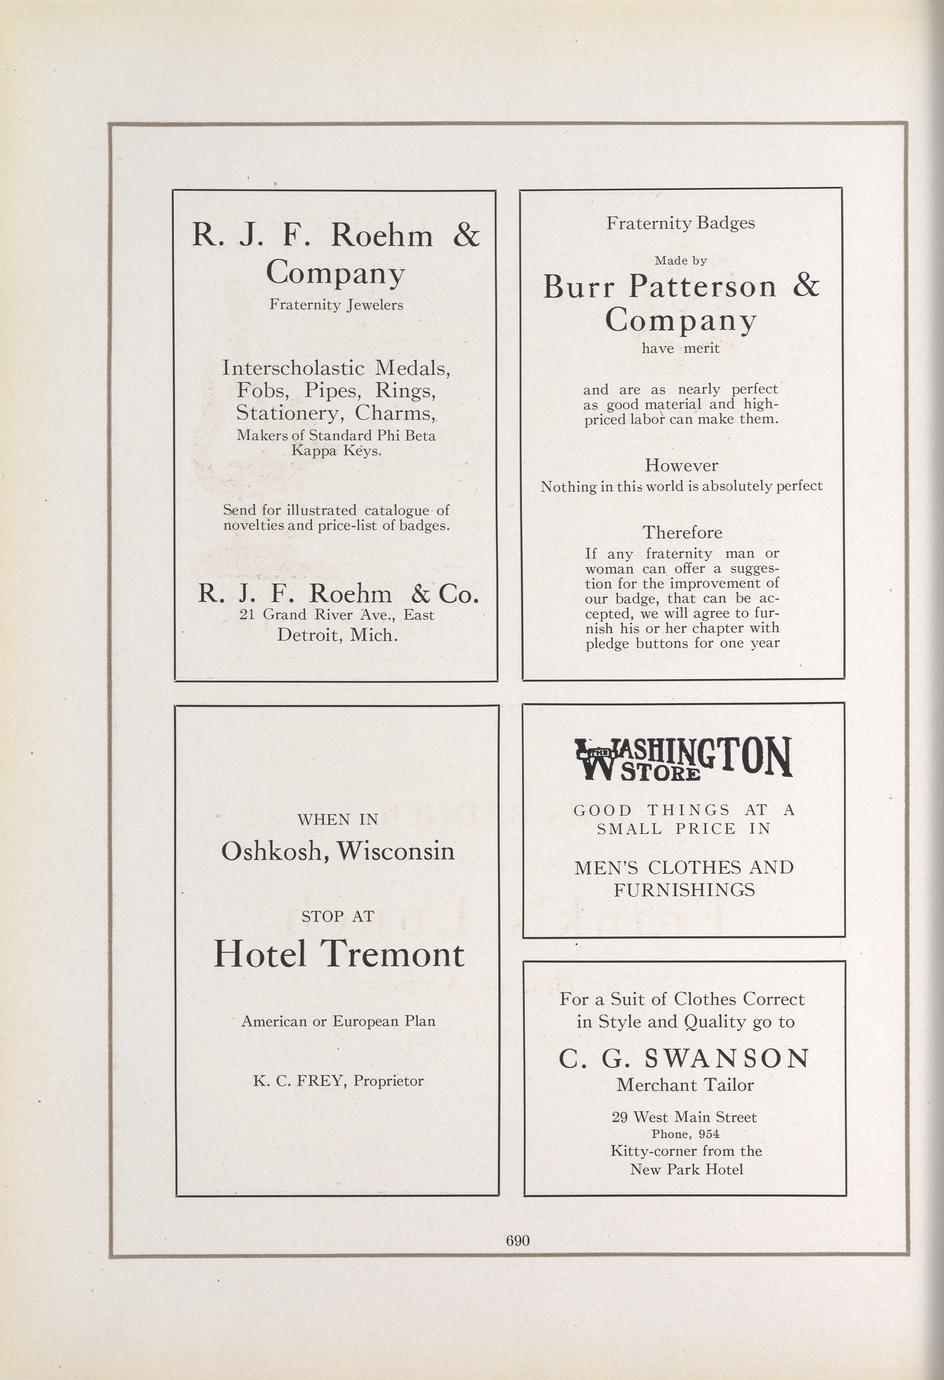 R. J. F. Roehm &
Company
Fraternity Jewelers
Interscholastic Medals,
Fobs, Pipes, Rings,
Stationery, Charms,
Makers of Standard Phi Beta
Kappa Keys.
Send for illustrated catalogue of
novelties and price-list of badges.
R. J. F. Roehm & Co.
21 Grand River Ave., East
Detroit, Mich.
Fraternity Badges
Made by
Burr Patterson &
Company
have merit
and are as nearly perfect
as good material and high-
priced labor can make them.
However
Nothing in this world is absolutely perfect
Therefore
If any fraternity man or
woman can offer a sugges-
tion for the improvement of
our badge, that can be ac-
cepted, we will agree to fur-
nish his or her chapter with
pledge buttons for one year
WHEN IN
Oshkosh, Wisconsin
STOP AT
Hotel Tremont
American or European Plan
K. C. FREY, Proprietor
THE WASHINGTON
STORE
GOOD THINGS AT A
SMALL PRICE IN
MEN'S CLOTHES AND
FURNISHINGS
For a Suit of Clothes Correct
in Style and Quality go to
C. G. SWANSON
Merchant Tailor
29 West Main Street
Phone, 954
Kitty-corner from the
New Park Hotel
690